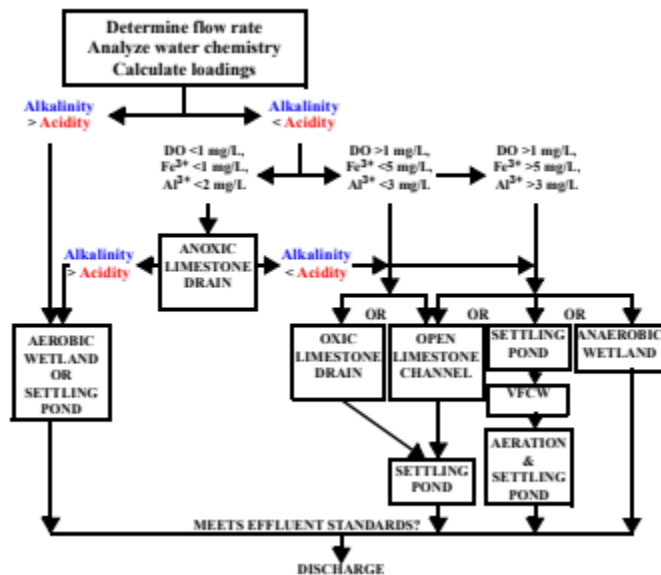 Determine flow rate
Analyze water chemistry
Calculate loadings
Alkalinity
> Acidity
Alkalinity
< Acidity
DO <1 mg/L,
Fe³⁺ <1 mg/L,
Al³⁺ <2 mg/L
DO >1 mg/L,
Fe³⁺ <5 mg/L,
Al³⁺ <3 mg/L
DO >1 mg/L,
Fe³⁺ >5 mg/L,
Al³⁺ >3 mg/L
Alkalinity
> Acidity
ANOXIC
LIMESTONE
DRAIN
Alkalinity
< Acidity
OR
OR
OR
AEROBIC
WETLAND
OR
SETTLING
POND
OXIC
LIMESTONE
DRAIN
OPEN
LIMESTONE
CHANNEL
SETTLING
POND
ANAEROBIC
WETLAND
VFCW
AERATION
&
SETTLING
POND
SETTLING
POND
MEETS EFFLUENT STANDARDS?
DISCHARGE